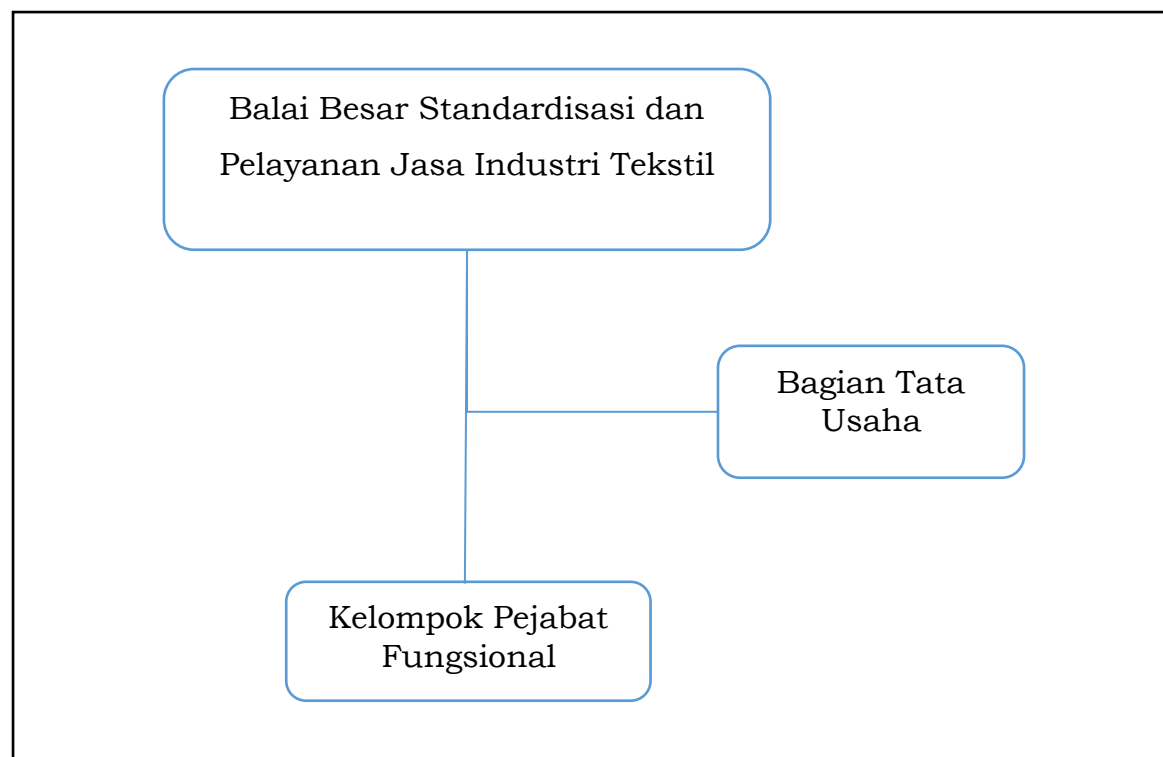 Balai Besar Standardisasi dan
Pelayanan Jasa Industri Tekstil
Bagian Tata
Usaha
Kelompok Pejabat
Fungsional